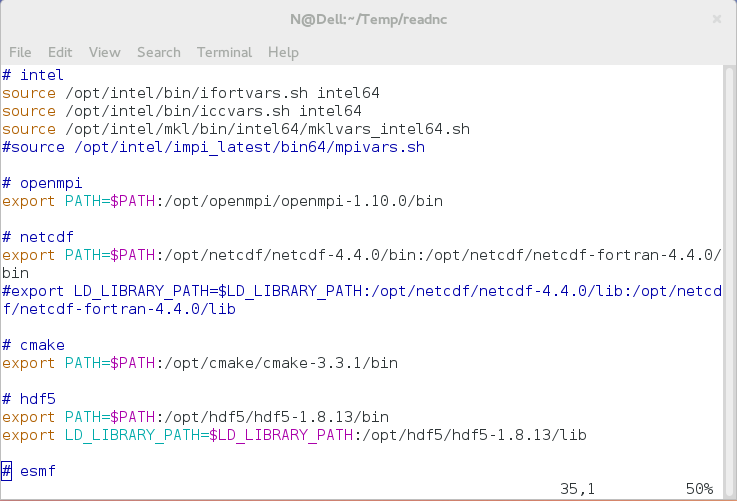 N@Dell:~/Temp/readnc
File Edit View Search Terminal Help
# intel
source /opt/intel/bin/ifortvars.sh intel64
source /opt/intel/bin/iccvars.sh intel64
source /opt/intel/mkl/bin/intel64/mklvars_intel64.sh
#source /opt/intel/impi_latest/bin64/mpivars.sh
# openmpi
export PATH=$PATH:/opt/openmpi/openmpi-1.10.0/bin
# netcdf
export PATH=$PATH:/opt/netcdf/netcdf-4.4.0/bin:/opt/netcdf/netcdf-fortran-4.4.0/
bin
#export LD_LIBRARY_PATH=$LD_LIBRARY_PATH:/opt/netcdf/netcdf-4.4.0/lib:/opt/netcd
f/netcdf-fortran-4.4.0/lib
# cmake
export PATH=$PATH:/opt/cmake/cmake-3.3.1/bin
# hdf5
export PATH=$PATH:/opt/hdf5/hdf5-1.8.13/bin
export LD_LIBRARY_PATH=$LD_LIBRARY_PATH:/opt/hdf5/hdf5-1.8.13/lib
# esmf
35,1 50%